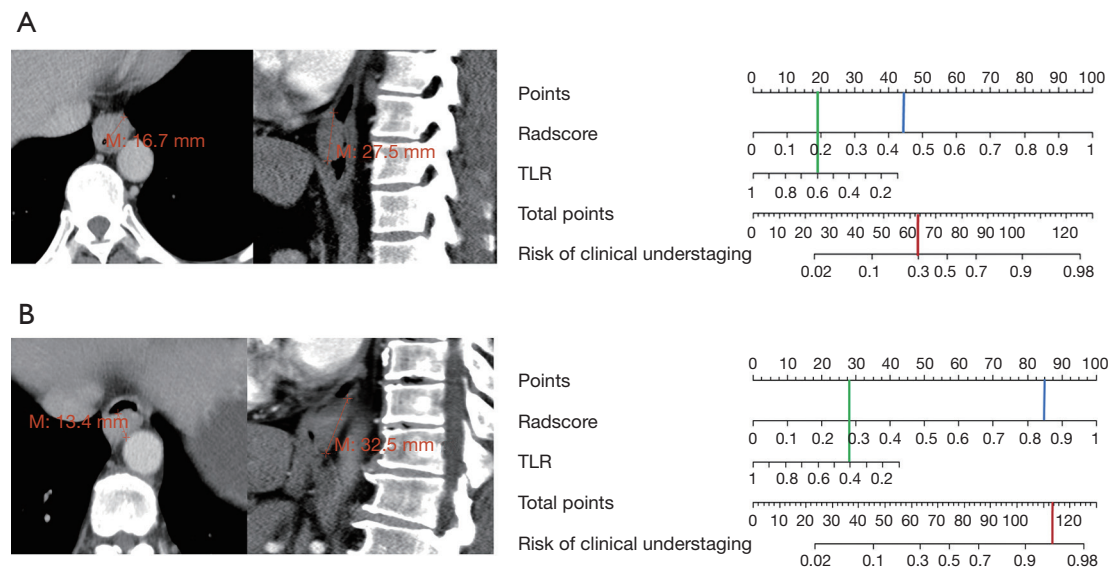 A
M: 16.7 mm
M: 27.5 mm
Points
0 10 20 30 40 50 60 70 80 90 100
Radscore
0 0.1 0.2 0.3 0.4 0.5 0.6 0.7 0.8 0.9 1
TLR
1 0.8 0.6 0.4 0.2
Total points
0 10 20 30 40 50 60 70 80 90 100 120
Risk of clinical understaging
0.02 0.1 0.3 0.5 0.7 0.9 0.98
B
M: 13.4 mm
M: 32.5 mm
Points
0 10 20 30 40 50 60 70 80 90 100
Radscore
0 0.1 0.2 0.3 0.4 0.5 0.6 0.7 0.8 0.9 1
TLR
1 0.8 0.6 0.4 0.2
Total points
0 10 20 30 40 50 60 70 80 90 100 120
Risk of clinical understaging
0.02 0.1 0.3 0.5 0.7 0.9 0.98